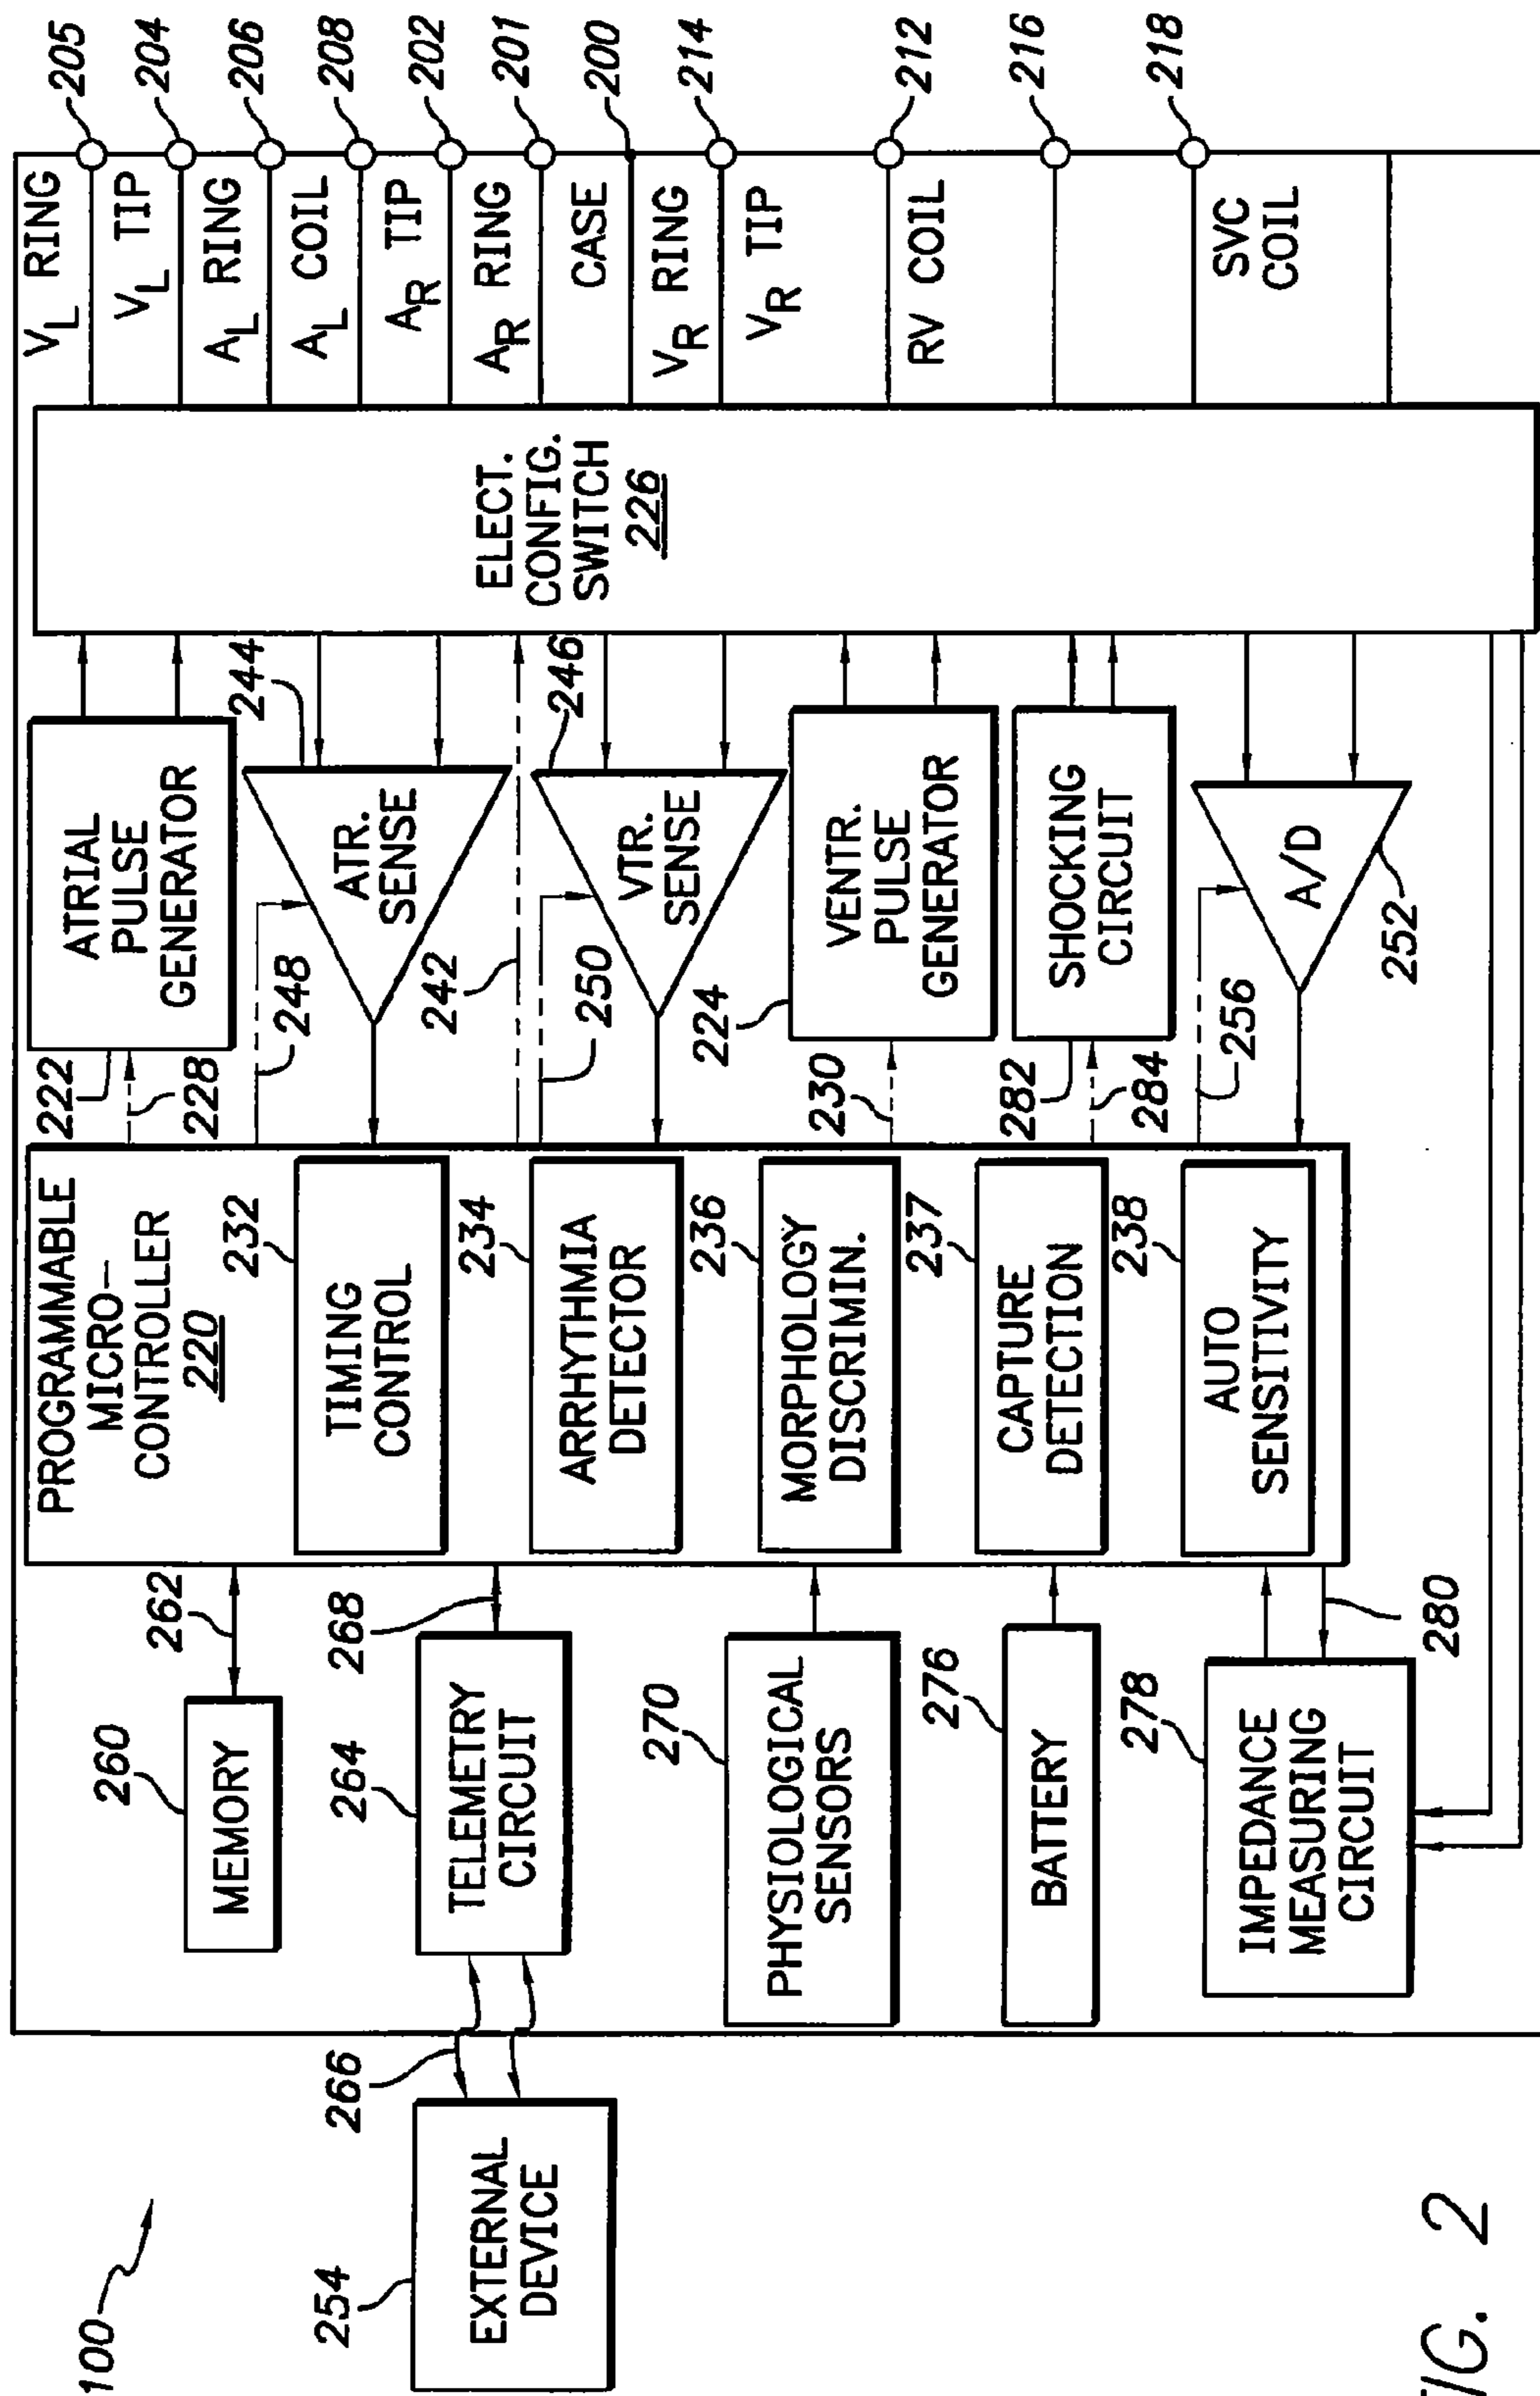 100
254
EXTERNAL
DEVICE
266
260
MEMORY
262
264
TELEMETRY
CIRCUIT
268
270
PHYSIOLOGICAL
SENSORS
276
BATTERY
278
IMPEDANCE
MEASURING
CIRCUIT
280
PROGRAMMABLE
MICRO-
CONTROLLER
220
232
TIMING
CONTROL
234
ARRHYTHMIA
DETECTOR
236
MORPHOLOGY
DISCRIMIN.
237
CAPTURE
DETECTION
238
AUTO
SENSITIVITY
222
228
ATRIAL
PULSE
GENERATOR
248
244
ATR.
SENSE
242
250
246
VTR.
SENSE
224
230
VENTR.
PULSE
GENERATOR
282
284
SHOCKING
CIRCUIT
256
A/D
252
ELECT.
CONFIG.
SWITCH
226
VL RING
205
VL TIP
204
AL RING
206
AL COIL
208
AR TIP
202
AR RING
201
CASE
200
VR RING
214
VR TIP
212
RV COIL
216
218
SVC
COIL
FIG. 2